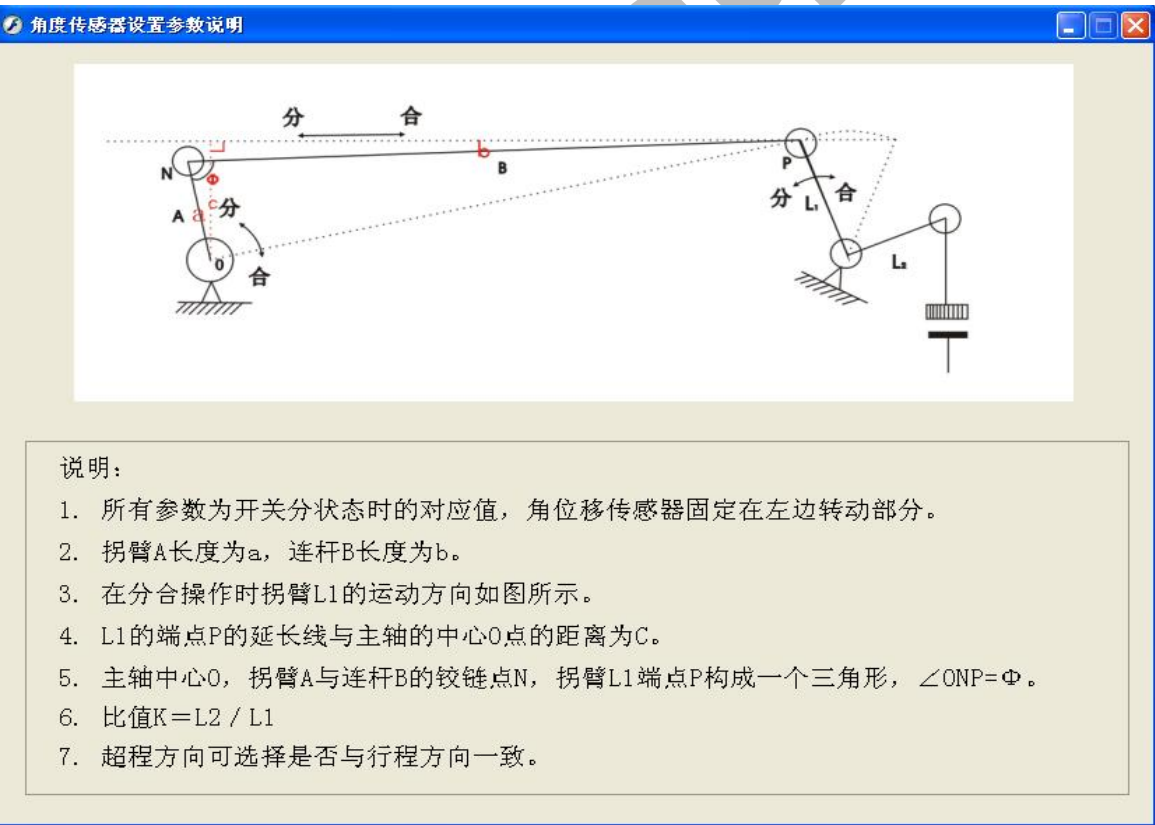 角度传感器设置参数说明
分 合
N
b
B
P
Φ
A a c 分
分 L₁ 合
O
合
L₂
说明:
1. 所有参数为开关分状态时的对应值，角位移传感器固定在左边转动部分。
2. 拐臂A长度为a，连杆B长度为b。
3. 在分合操作时拐臂L1的运动方向如图所示。
4. L1的端点P的延长线与主轴的中心O点的距离为C。
5. 主轴中心O，拐臂A与连杆B的铰链点N，拐臂L1端点P构成一个三角形，∠ONP=Φ。
6. 比值K＝L2／L1
7. 超程方向可选择是否与行程方向一致。